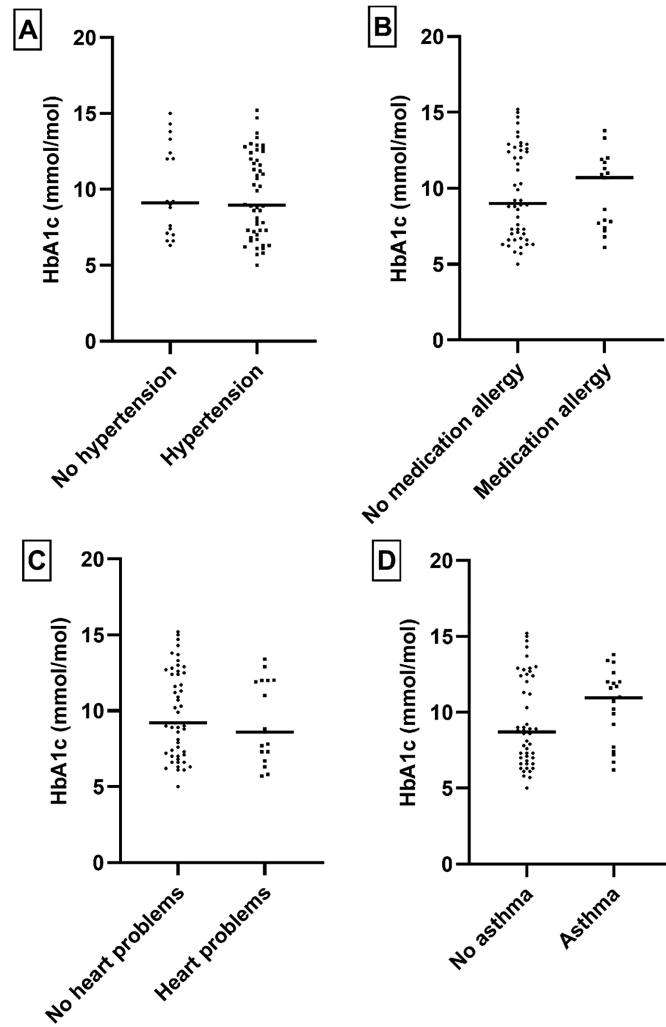 A
HbA1c (mmol/mol)
20
15
10
5
0
No hypertension
Hypertension
B
HbA1c (mmol/mol)
20
15
10
5
0
No medication allergy
Medication allergy
C
HbA1c (mmol/mol)
20
15
10
5
0
No heart problems
Heart problems
D
HbA1c (mmol/mol)
20
15
10
5
0
No asthma
Asthma